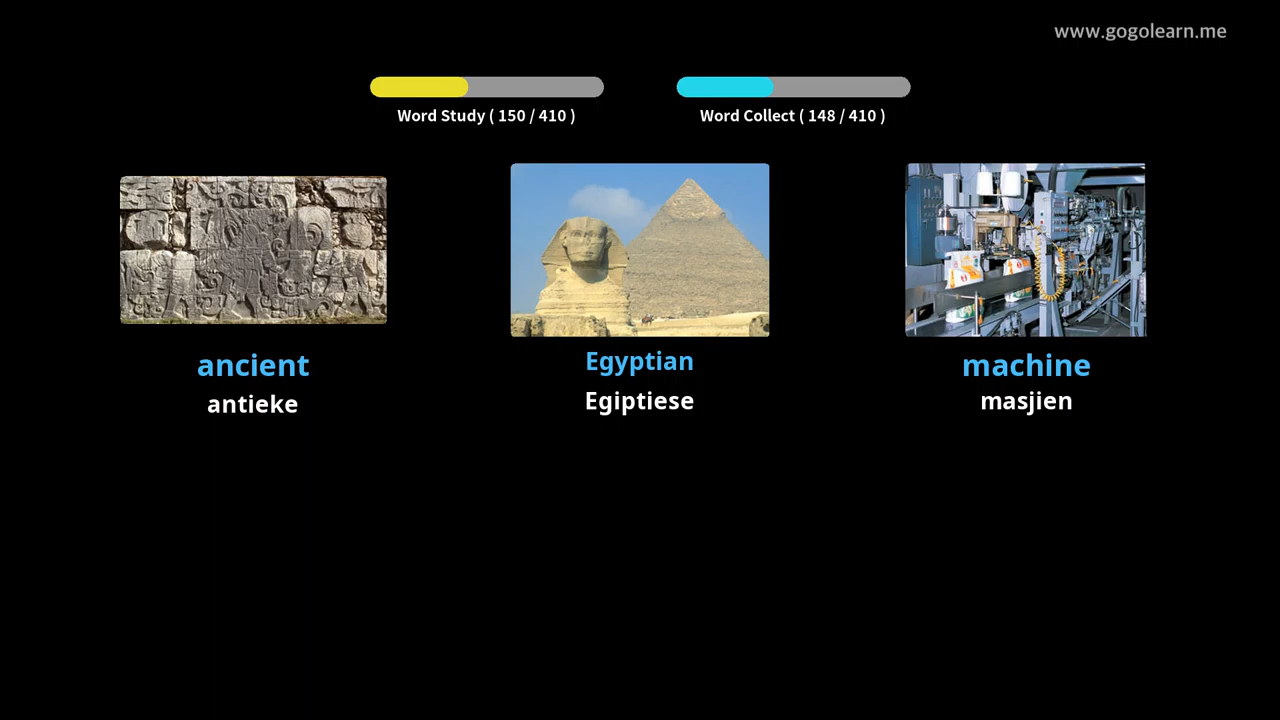 www.gogolearn.me
Word Study ( 150 / 410 )
Word Collect ( 148 / 410 )
ancient
antieke
Egyptian
Egiptiese
machine
masjien